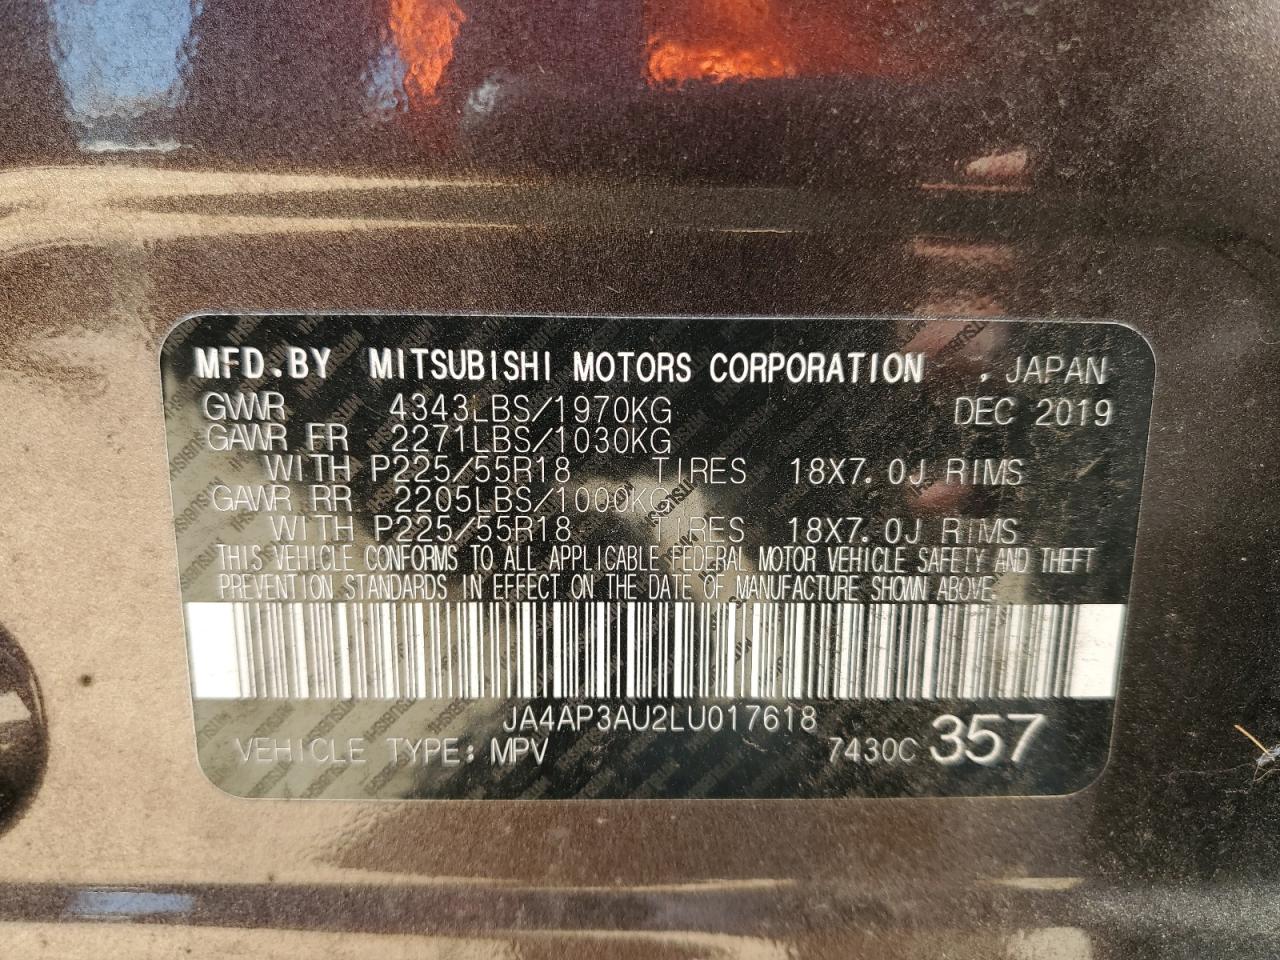 MFD.BY MITSUBISHI MOTORS CORPORATION , JAPAN
GVWR 4343LBS/1970KG DEC 2019
GAWR FR 2271LBS/1030KG
WITH P225/55R18 TIRES 18X7.0J RIMS
GAWR RR 2205LBS/1000KG
WITH P225/55R18 TIRES 18X7.0J RIMS
THIS VEHICLE CONFORMS TO ALL APPLICABLE FEDERAL MOTOR VEHICLE SAFETY AND THEFT
PREVENTION STANDARDS IN EFFECT ON THE DATE OF MANUFACTURE SHOWN ABOVE.
JA4AP3AU2LU017618
VEHICLE TYPE: MPV 7430C 357